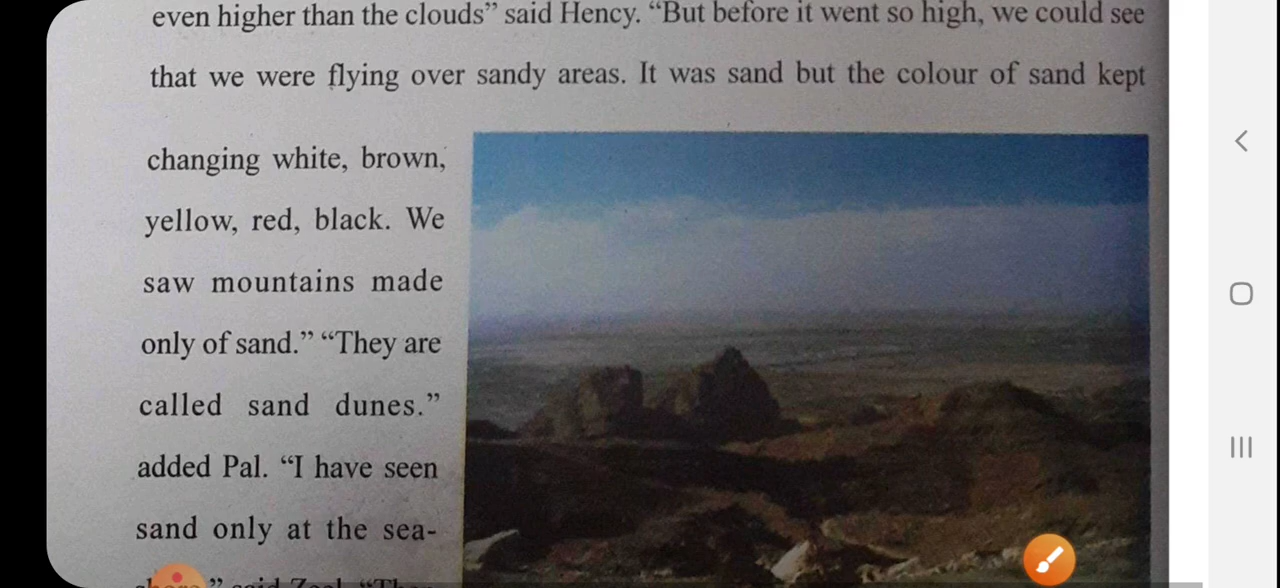 even higher than the clouds” said Hency. “But before it went so high, we could see
that we were flying over sandy areas. It was sand but the colour of sand kept
changing white, brown,
yellow, red, black. We
saw mountains made
only of sand.” “They are
called sand dunes.”
added Pal. “I have seen
sand only at the sea-
” said Zeel. “